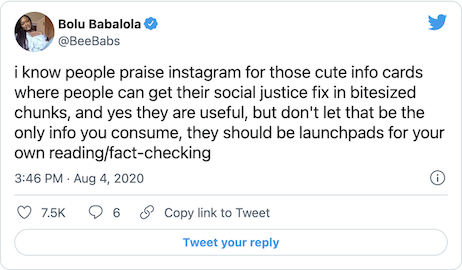 Bolu Babalola
@BeeBabs
i know people praise instagram for those cute info cards
where people can get their social justice fix in bitesized
chunks, and yes they are useful, but don't let that be the
only info you consume, they should be launchpads for your
own reading/fact-checking
3:46 PM · Aug 4, 2020
7.5K 6 Copy link to Tweet
Tweet your reply